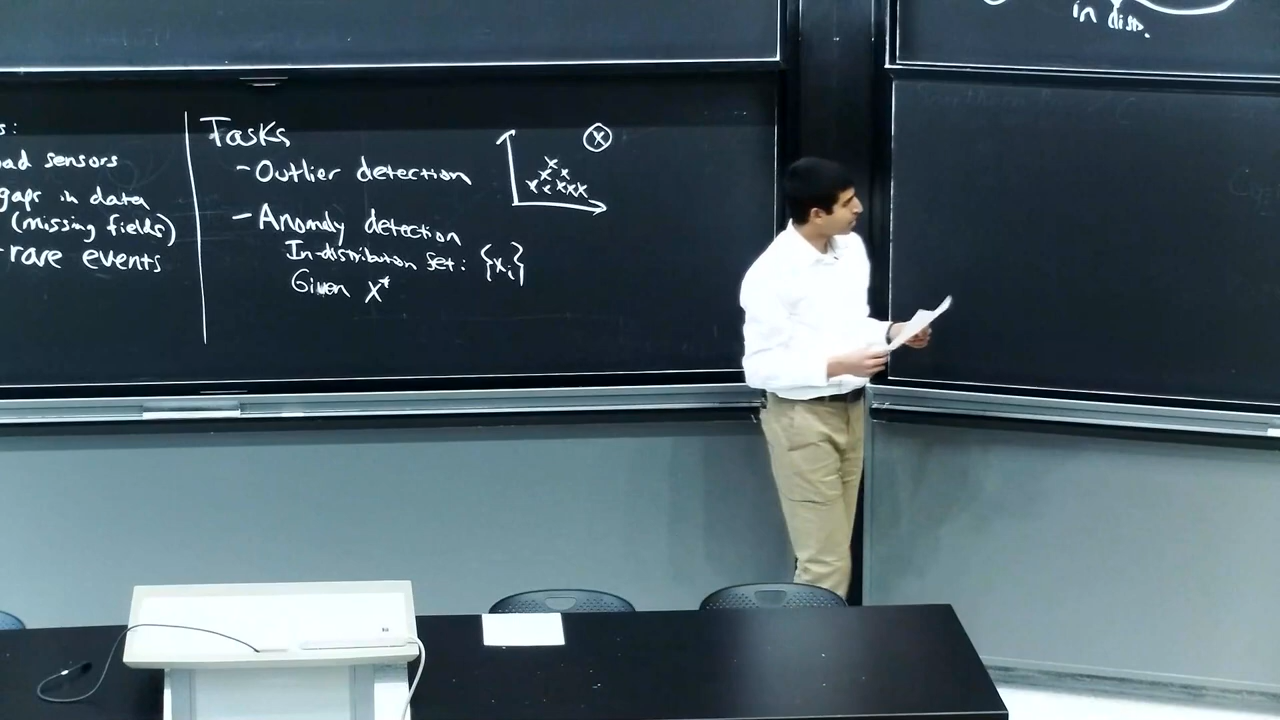 in dist.
s:
bad sensors
gaps in data
(missing fields)
- rare events
Tasks
- Outlier detection
- Anomaly detection
In-distribution set: {xᵢ}
Given X*